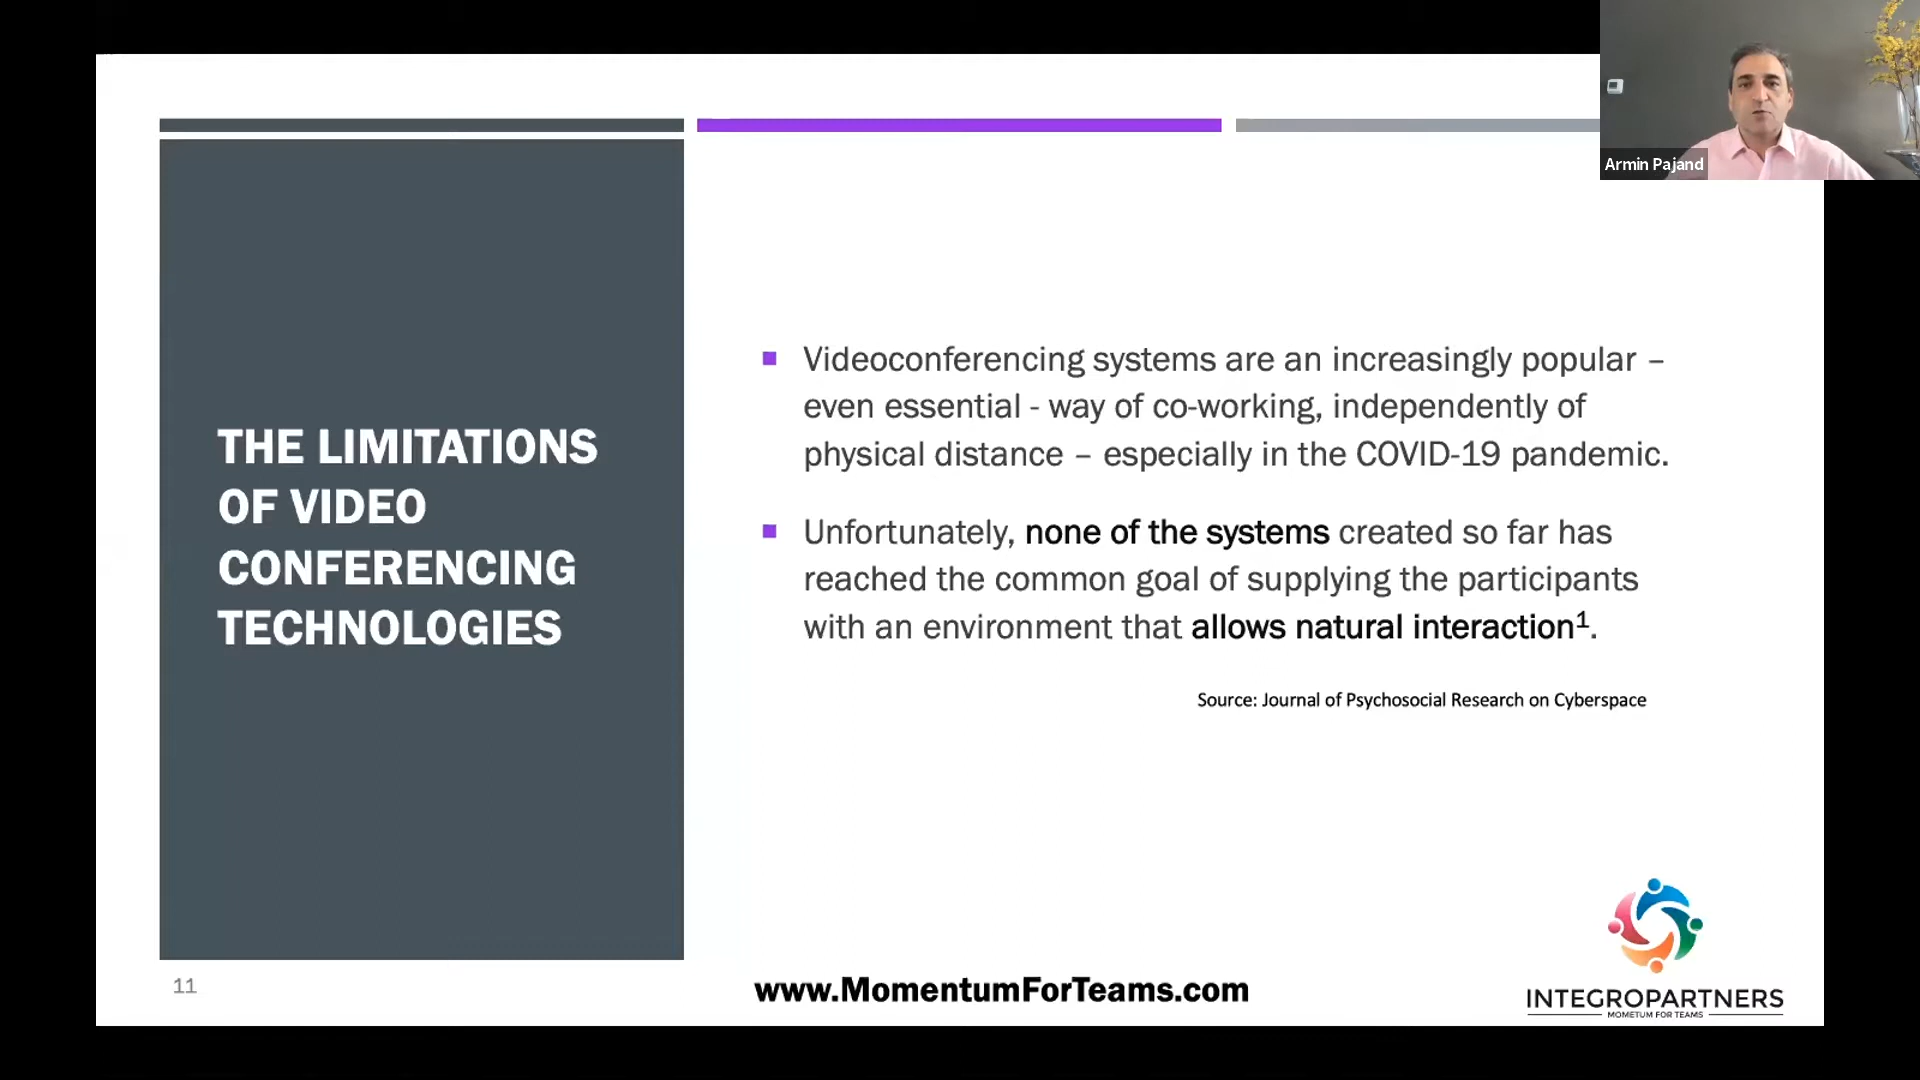 Armin Pajand
THE LIMITATIONS
OF VIDEO
CONFERENCING
TECHNOLOGIES
Videoconferencing systems are an increasingly popular –
even essential - way of co-working, independently of
physical distance – especially in the COVID-19 pandemic.
Unfortunately, none of the systems created so far has
reached the common goal of supplying the participants
with an environment that allows natural interaction¹.
Source: Journal of Psychosocial Research on Cyberspace
11
www.MomentumForTeams.com
INTEGROPARTNERS
MOMETUM FOR TEAMS